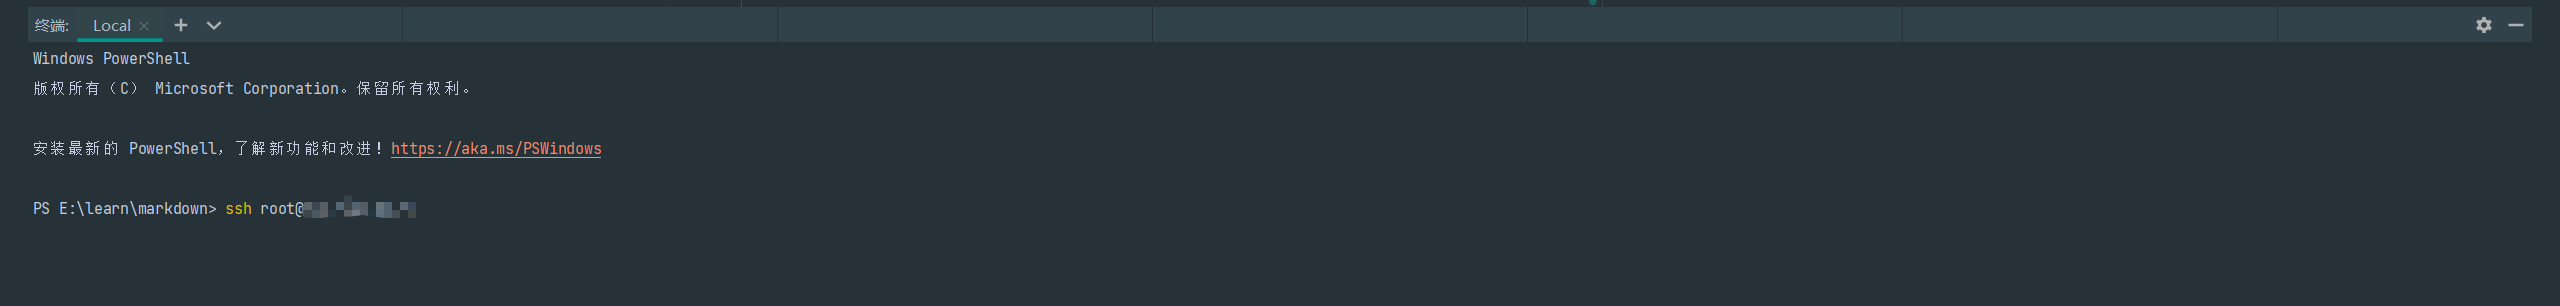 终端: Local
Windows PowerShell
版权所有（C） Microsoft Corporation。保留所有权利。
安装最新的 PowerShell，了解新功能和改进！https://aka.ms/PSWindows
PS E:\learn\markdown> ssh root@